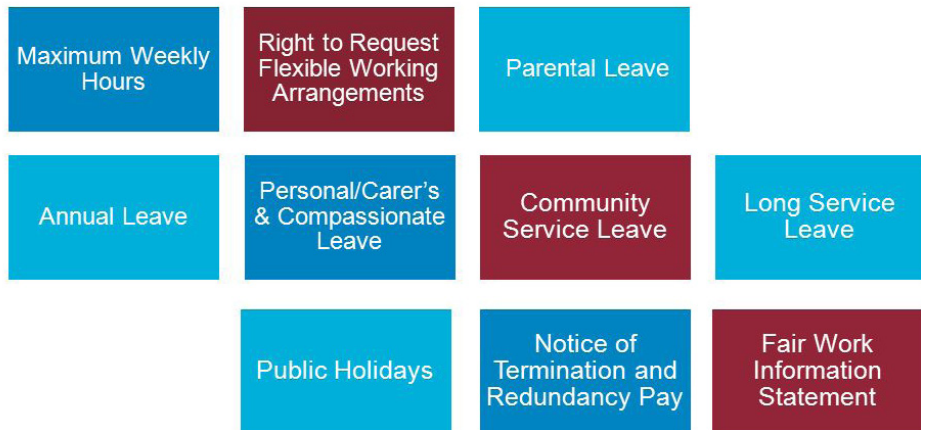 Maximum Weekly
Hours
Right to Request
Flexible Working
Arrangements
Parental Leave
Annual Leave
Personal/Carer's
& Compassionate
Leave
Community
Service Leave
Long Service
Leave
Public Holidays
Notice of
Termination and
Redundancy Pay
Fair Work
Information
Statement